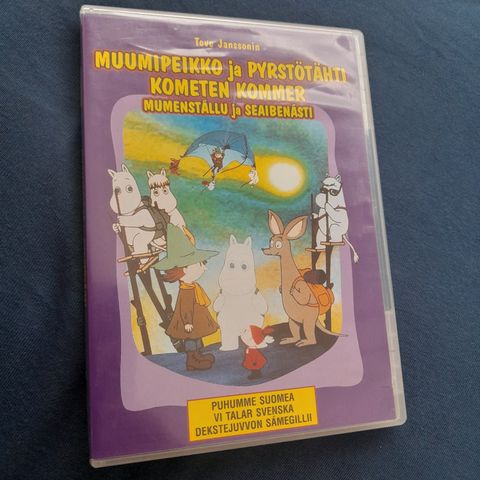 Tove Janssonin
MUUMIPEIKKO ja PYRSTÖTÄHTI
KOMETEN KOMMER
MUMENSTÁLLU ja SEAIBENÁSTI
PUHUMME SUOMEA
VI TALAR SVENSKA
DEKSTEJUVVON SÁMEGILLII